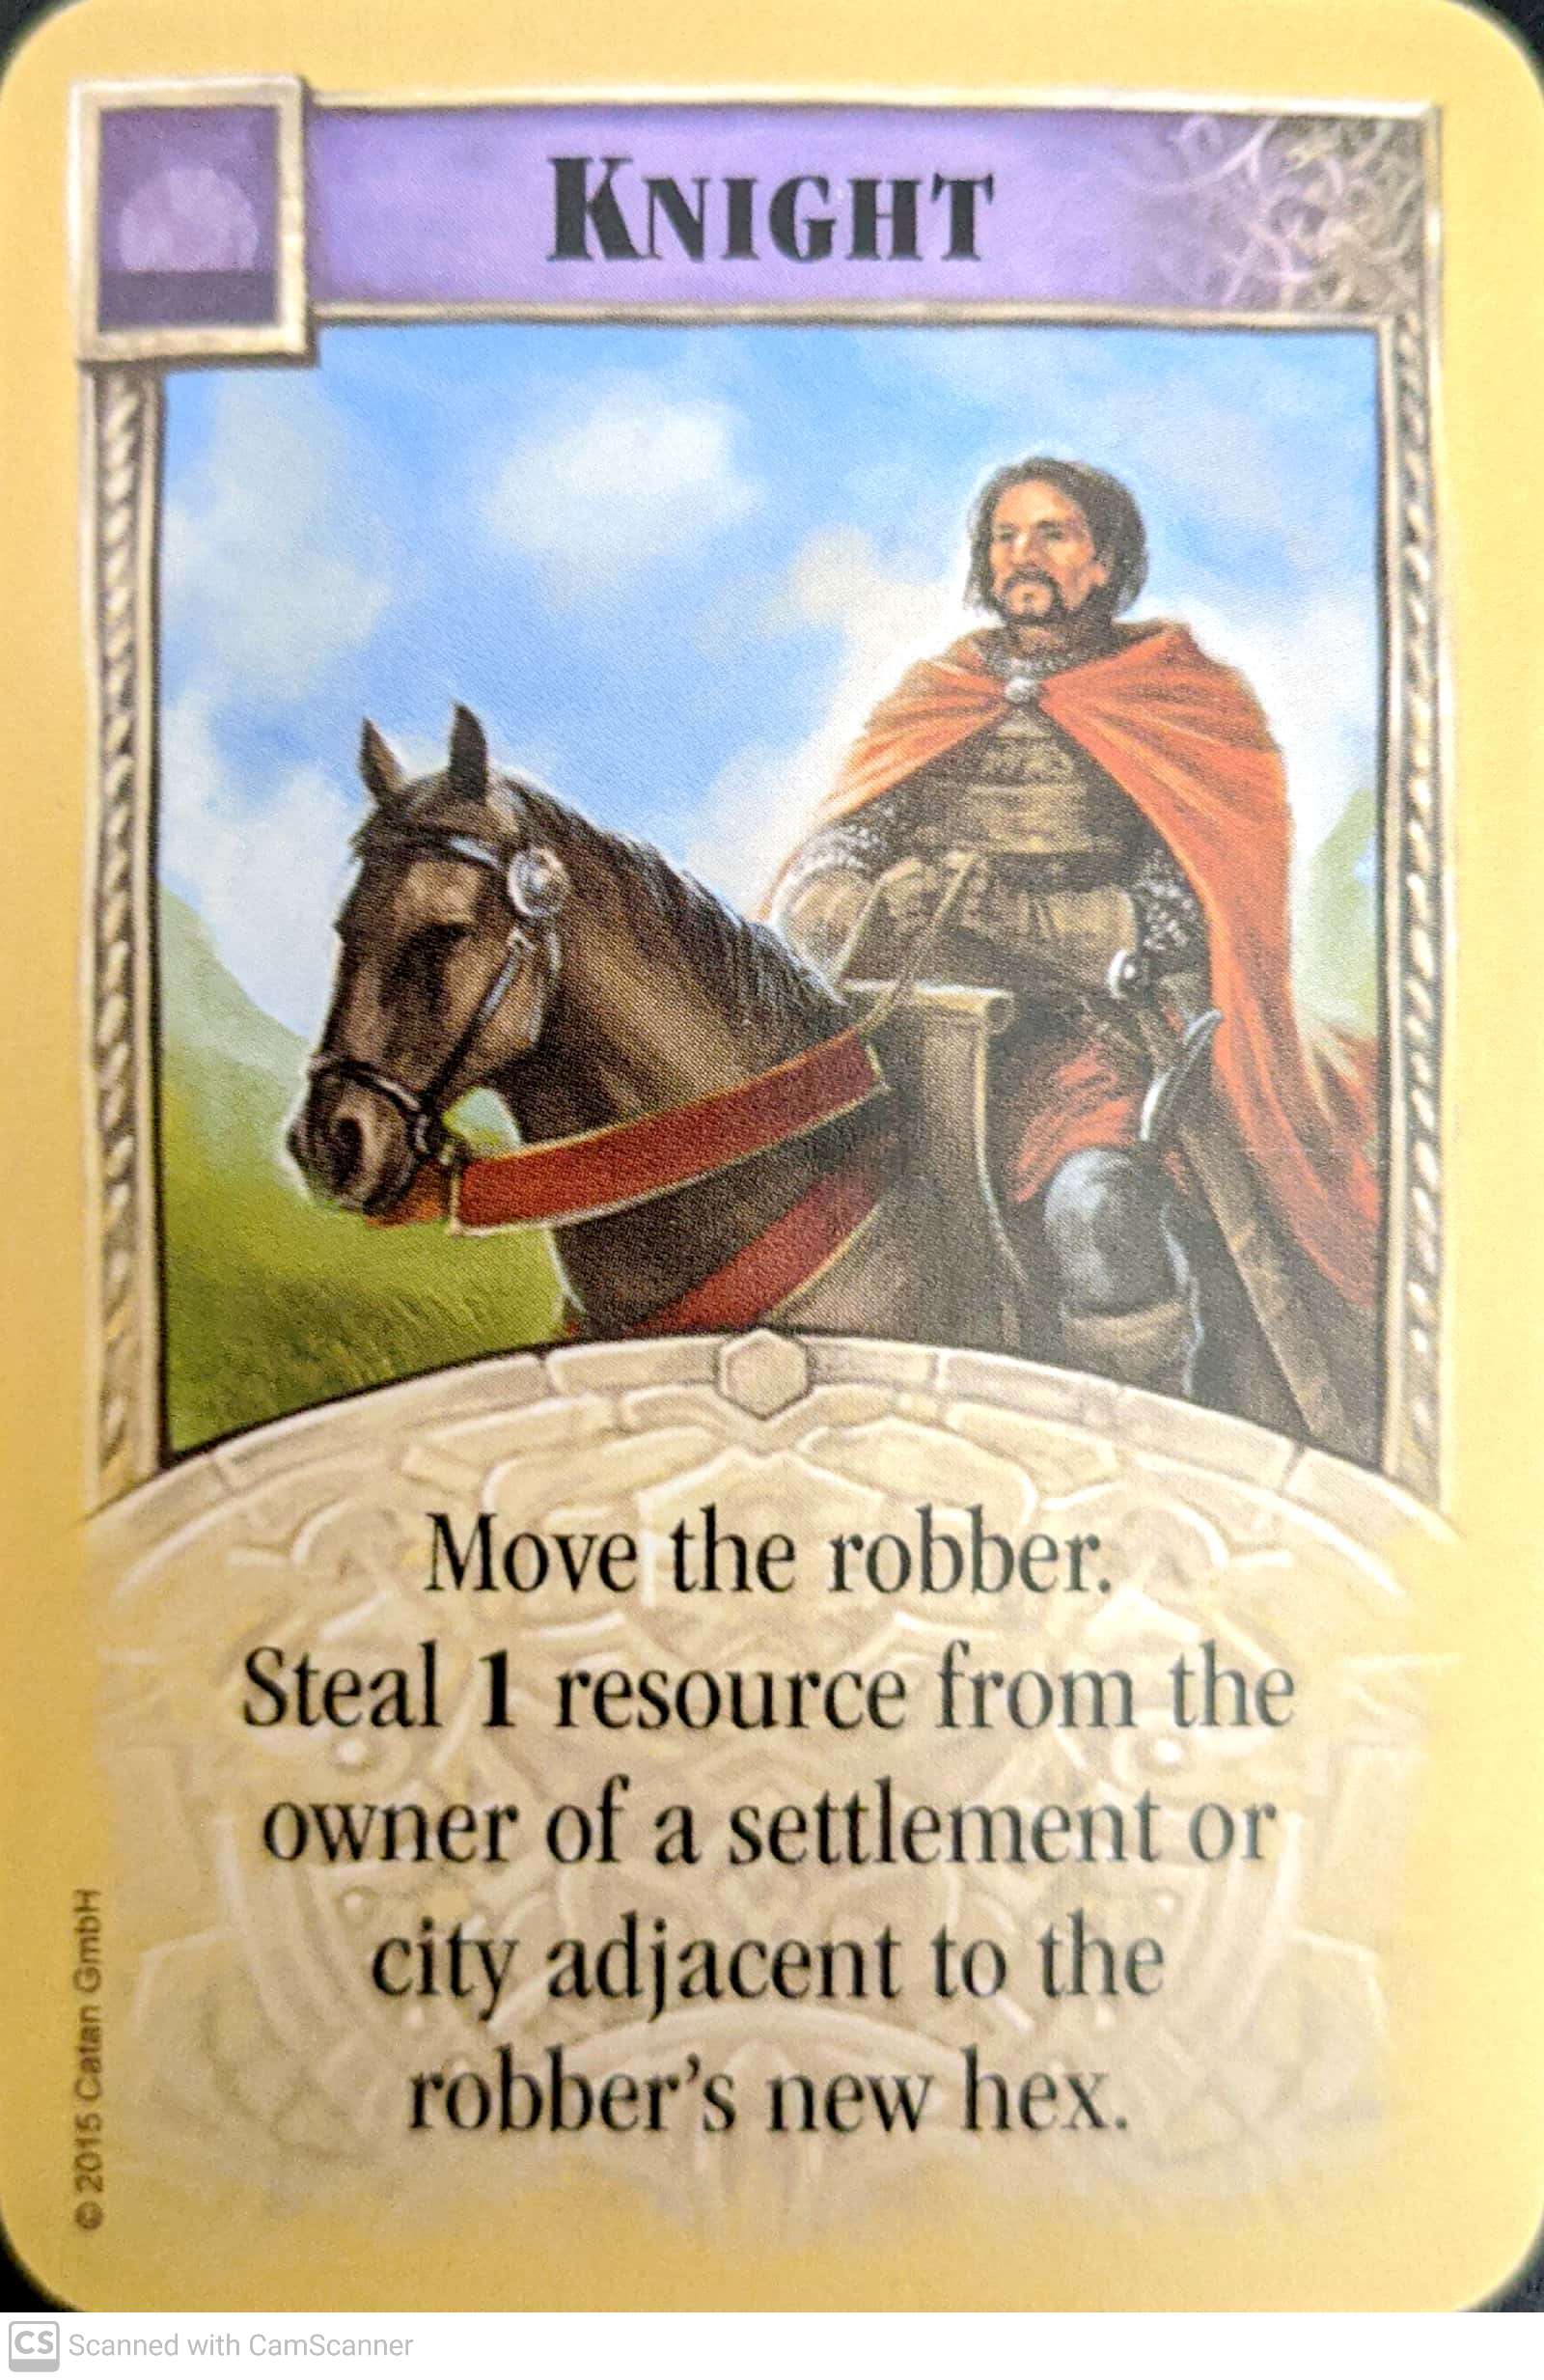 KNIGHT
Move the robber.
Steal 1 resource from the
owner of a settlement or
city adjacent to the
robber's new hex.
© 2015 Catan GmbH
CS Scanned with CamScanner